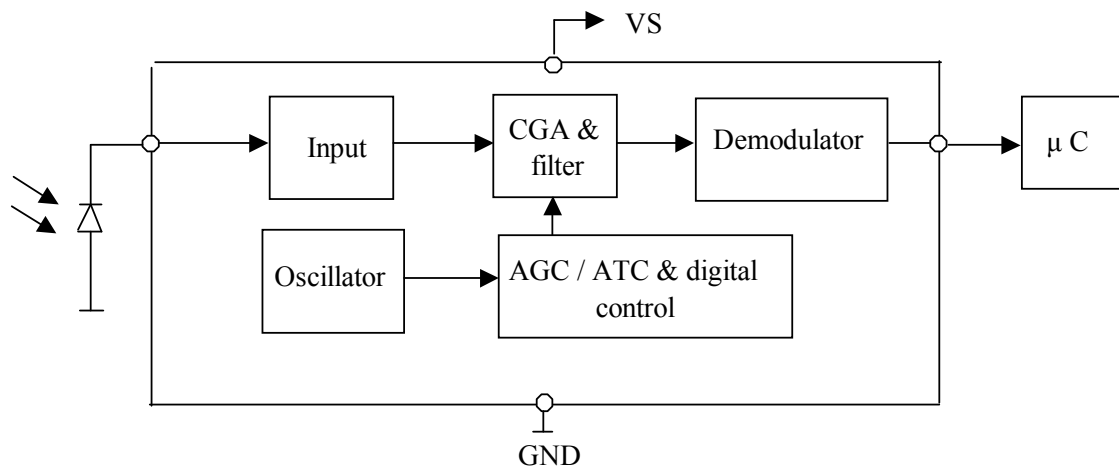 VS
Input
CGA &
filter
Demodulator
μ C
Oscillator
AGC / ATC & digital
control
GND